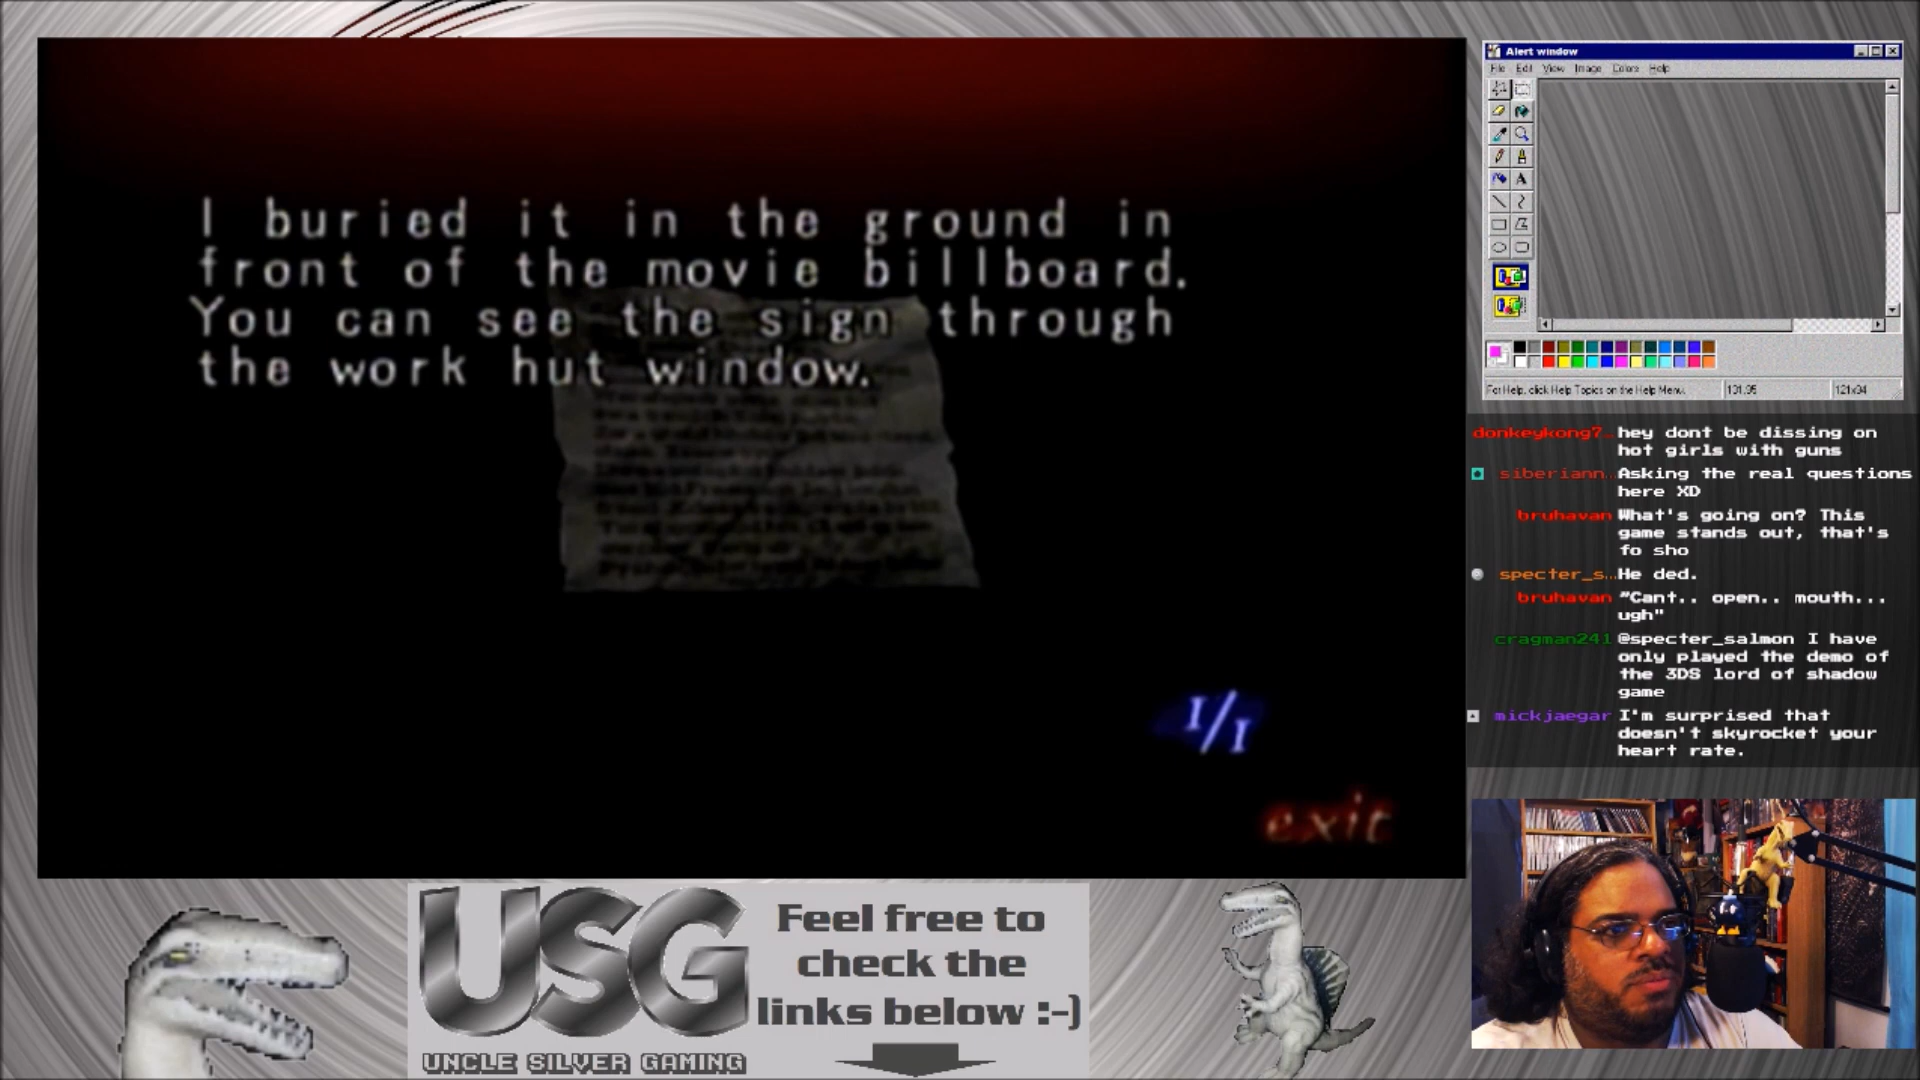 I buried it in the ground in
front of the movie billboard.
You can see the sign through
the work hut window.
1/1
exit
Alert window
File Edit View Image Colors Help
For Help, click Help Topics on the Help Menu.
131,95
121x94
donkeykong7... hey dont be dissing on
hot girls with guns
siberiann... Asking the real questions
here XD
bruhavan What's going on? This
game stands out, that's
fo sho
specter_s... He ded.
bruhavan "Cant.. open.. mouth...
ugh"
cragman241 @specter_salmon I have
only played the demo of
the 3DS lord of shadow
game
mickjaegar I'm surprised that
doesn't skyrocket your
heart rate.
USG
UNCLE SILVER GAMING
Feel free to
check the
links below :-)